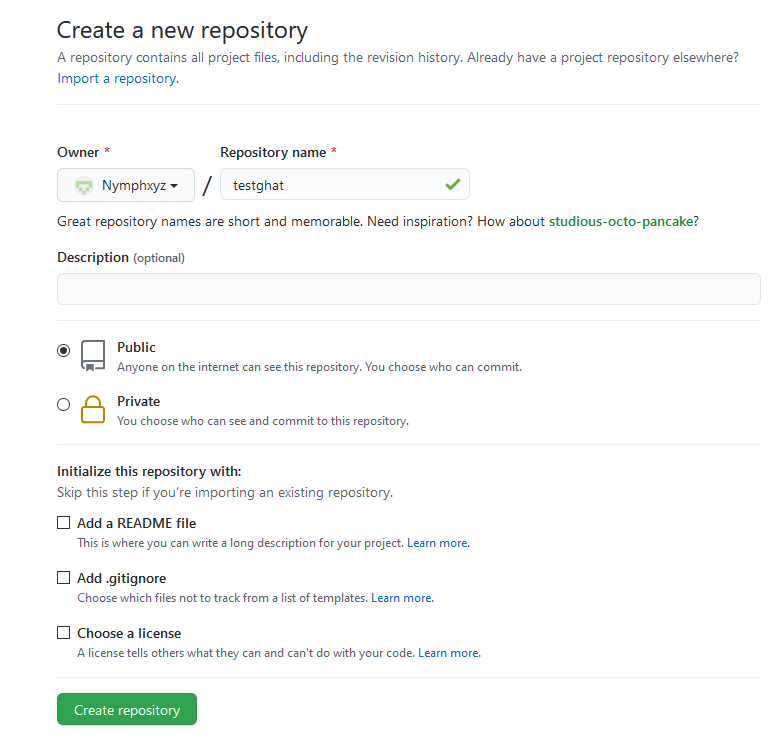 Create a new repository
A repository contains all project files, including the revision history. Already have a project repository elsewhere?
Import a repository.
Owner * Repository name *
Nymphxyz / testghat
Great repository names are short and memorable. Need inspiration? How about studious-octo-pancake?
Description (optional)
Public
Anyone on the internet can see this repository. You choose who can commit.
Private
You choose who can see and commit to this repository.
Initialize this repository with:
Skip this step if you're importing an existing repository.
Add a README file
This is where you can write a long description for your project. Learn more.
Add .gitignore
Choose which files not to track from a list of templates. Learn more.
Choose a license
A license tells others what they can and can't do with your code. Learn more.
Create repository